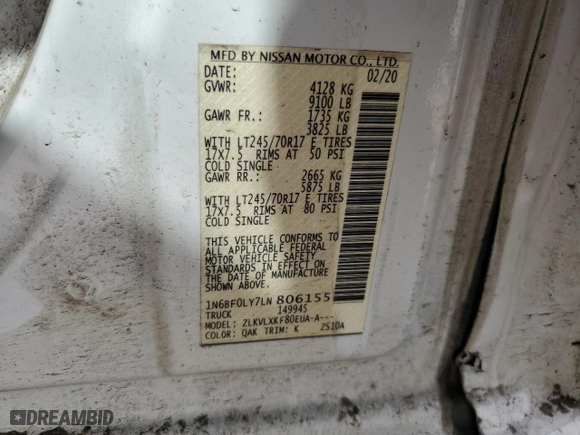 MFD BY NISSAN MOTOR CO., LTD.
DATE: 02/20
GVWR: 4128 KG
9100 LB
GAWR FR.: 1735 KG
3825 LB
WITH LT245/70R17 E TIRES
17X7.5 RIMS AT 50 PSI
COLD SINGLE
GAWR RR.: 2665 KG
5875 LB
WITH LT245/70R17 E TIRES
17X7.5 RIMS AT 80 PSI
COLD SINGLE
THIS VEHICLE CONFORMS TO
ALL APPLICABLE FEDERAL
MOTOR VEHICLE SAFETY
STANDARDS IN EFFECT ON
THE DATE OF MANUFACTURE
1N6BF0LY7LN 806155
TRUCK 149945
MODEL: ZLKVLXKF80EUA-A---
COLOR: QAK TRIM: K 2S10A
DREAMBID